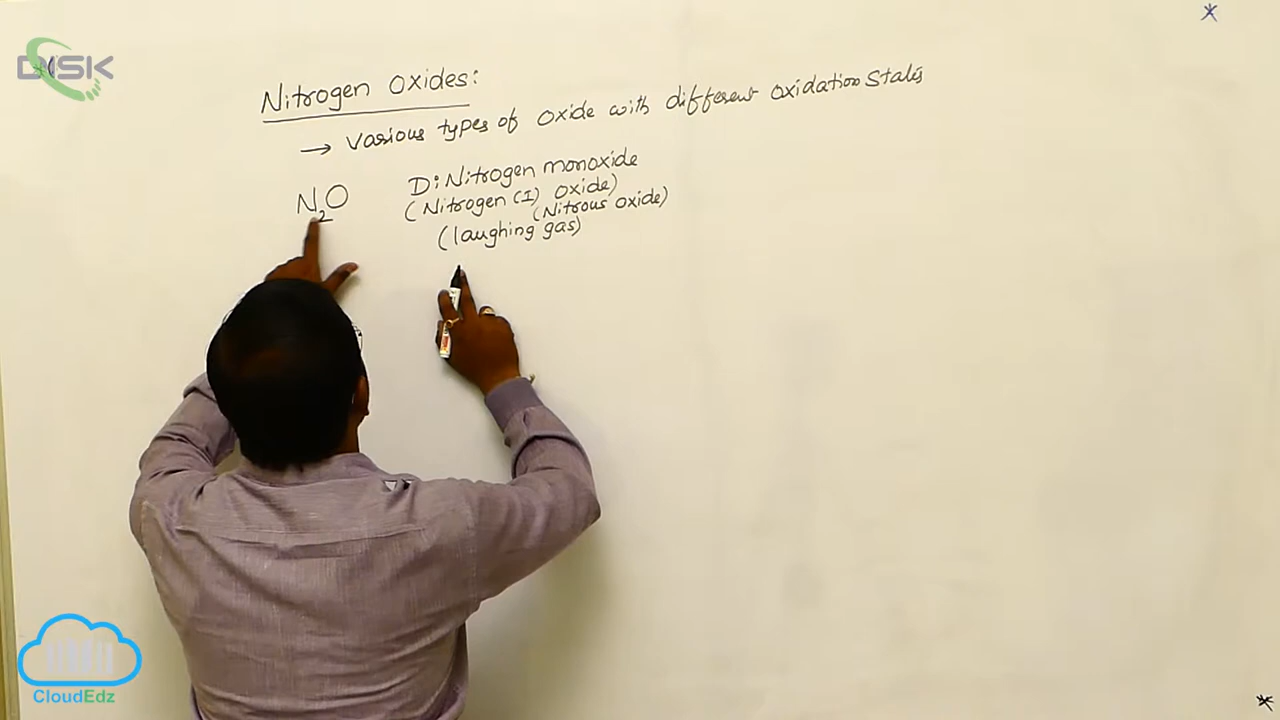 DISK
Nitrogen Oxides:
→ Various types of oxide with different oxidation States
N₂O
Di:Nitrogen monoxide
(Nitrogen (I) oxide)
(Nitrous oxide)
(laughing gas)
CloudEdz